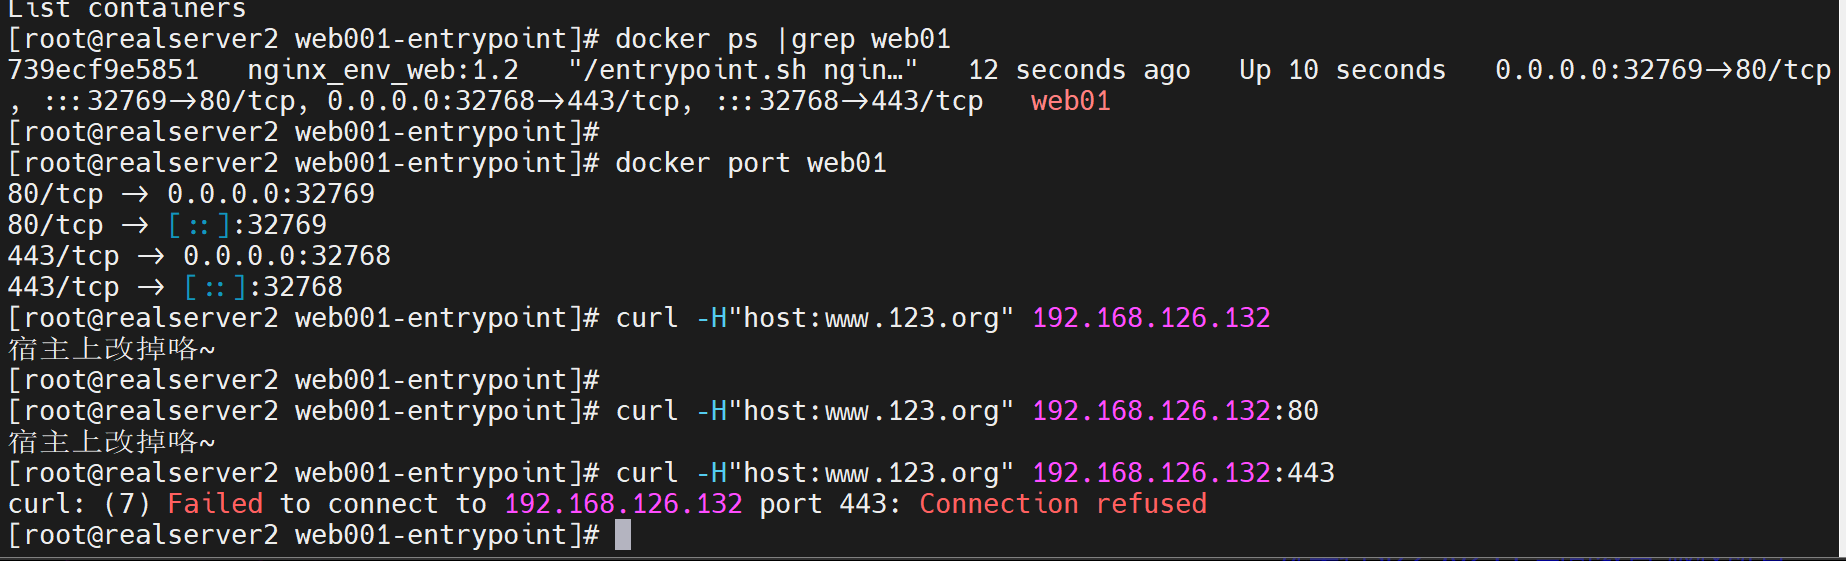 List containers
[root@realserver2 web001-entrypoint]# docker ps |grep web01
739ecf9e5851   nginx_env_web:1.2   "/entrypoint.sh ngin…"   12 seconds ago   Up 10 seconds   0.0.0.0:32769->80/tcp
, :::32769->80/tcp, 0.0.0.0:32768->443/tcp, :::32768->443/tcp   web01
[root@realserver2 web001-entrypoint]#
[root@realserver2 web001-entrypoint]# docker port web01
80/tcp -> 0.0.0.0:32769
80/tcp -> [::]:32769
443/tcp -> 0.0.0.0:32768
443/tcp -> [::]:32768
[root@realserver2 web001-entrypoint]# curl -H"host:www.123.org" 192.168.126.132
宿主上改掉咯~
[root@realserver2 web001-entrypoint]#
[root@realserver2 web001-entrypoint]# curl -H"host:www.123.org" 192.168.126.132:80
宿主上改掉咯~
[root@realserver2 web001-entrypoint]# curl -H"host:www.123.org" 192.168.126.132:443
curl: (7) Failed to connect to 192.168.126.132 port 443: Connection refused
[root@realserver2 web001-entrypoint]#